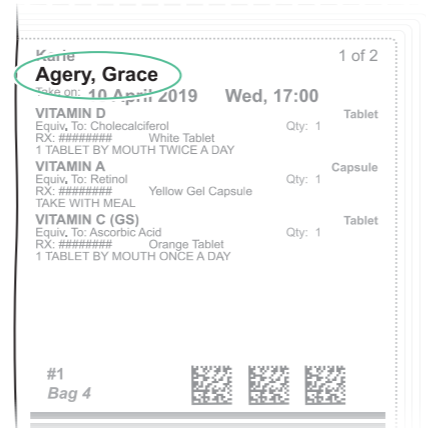 Karie 1 of 2
Agery, Grace
Take on: 10 April 2019 Wed, 17:00
VITAMIN D Tablet
Equiv. To: Cholecalciferol Qty: 1
RX: ######## White Tablet
1 TABLET BY MOUTH TWICE A DAY
VITAMIN A Capsule
Equiv. To: Retinol Qty: 1
RX: ######## Yellow Gel Capsule
TAKE WITH MEAL
VITAMIN C (GS) Tablet
Equiv. To: Ascorbic Acid Qty: 1
RX: ######## Orange Tablet
1 TABLET BY MOUTH ONCE A DAY
#1
Bag 4